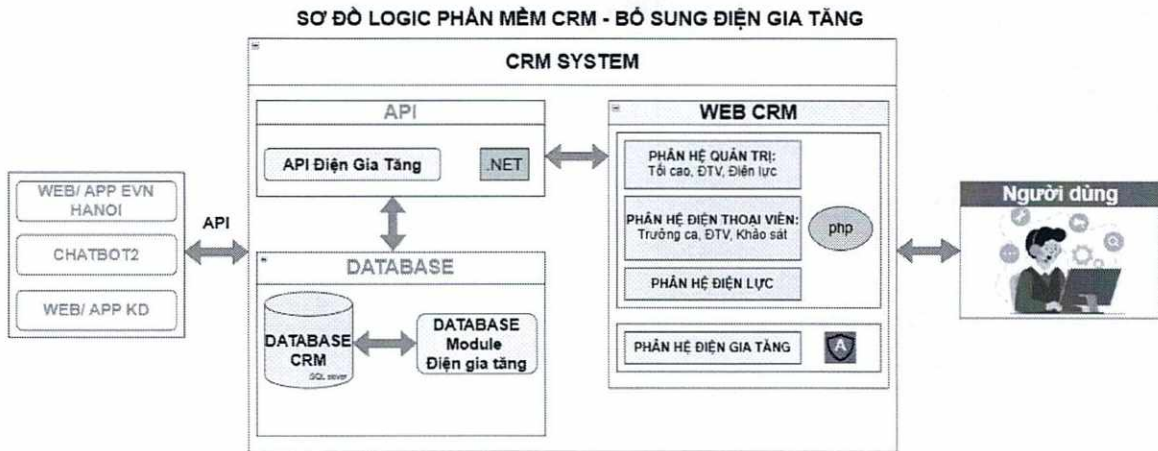 SƠ ĐỒ LOGIC PHẦN MỀM CRM - BỔ SUNG ĐIỆN GIA TĂNG
CRM SYSTEM
WEB/ APP EVN
HANOI
CHATBOT2
WEB/ APP KD
API
API
API Điện Gia Tăng
.NET
DATABASE
DATABASE
CRM
SQL sever
DATABASE
Module
Điện gia tăng
WEB CRM
PHÂN HỆ QUẢN TRỊ:
Tối cao, ĐTV, Điện lực
PHÂN HỆ ĐIỆN THOẠI VIÊN:
Trưởng ca, ĐTV, Khảo sát
PHÂN HỆ ĐIỆN LỰC
php
PHÂN HỆ ĐIỆN GIA TĂNG
A
Người dùng